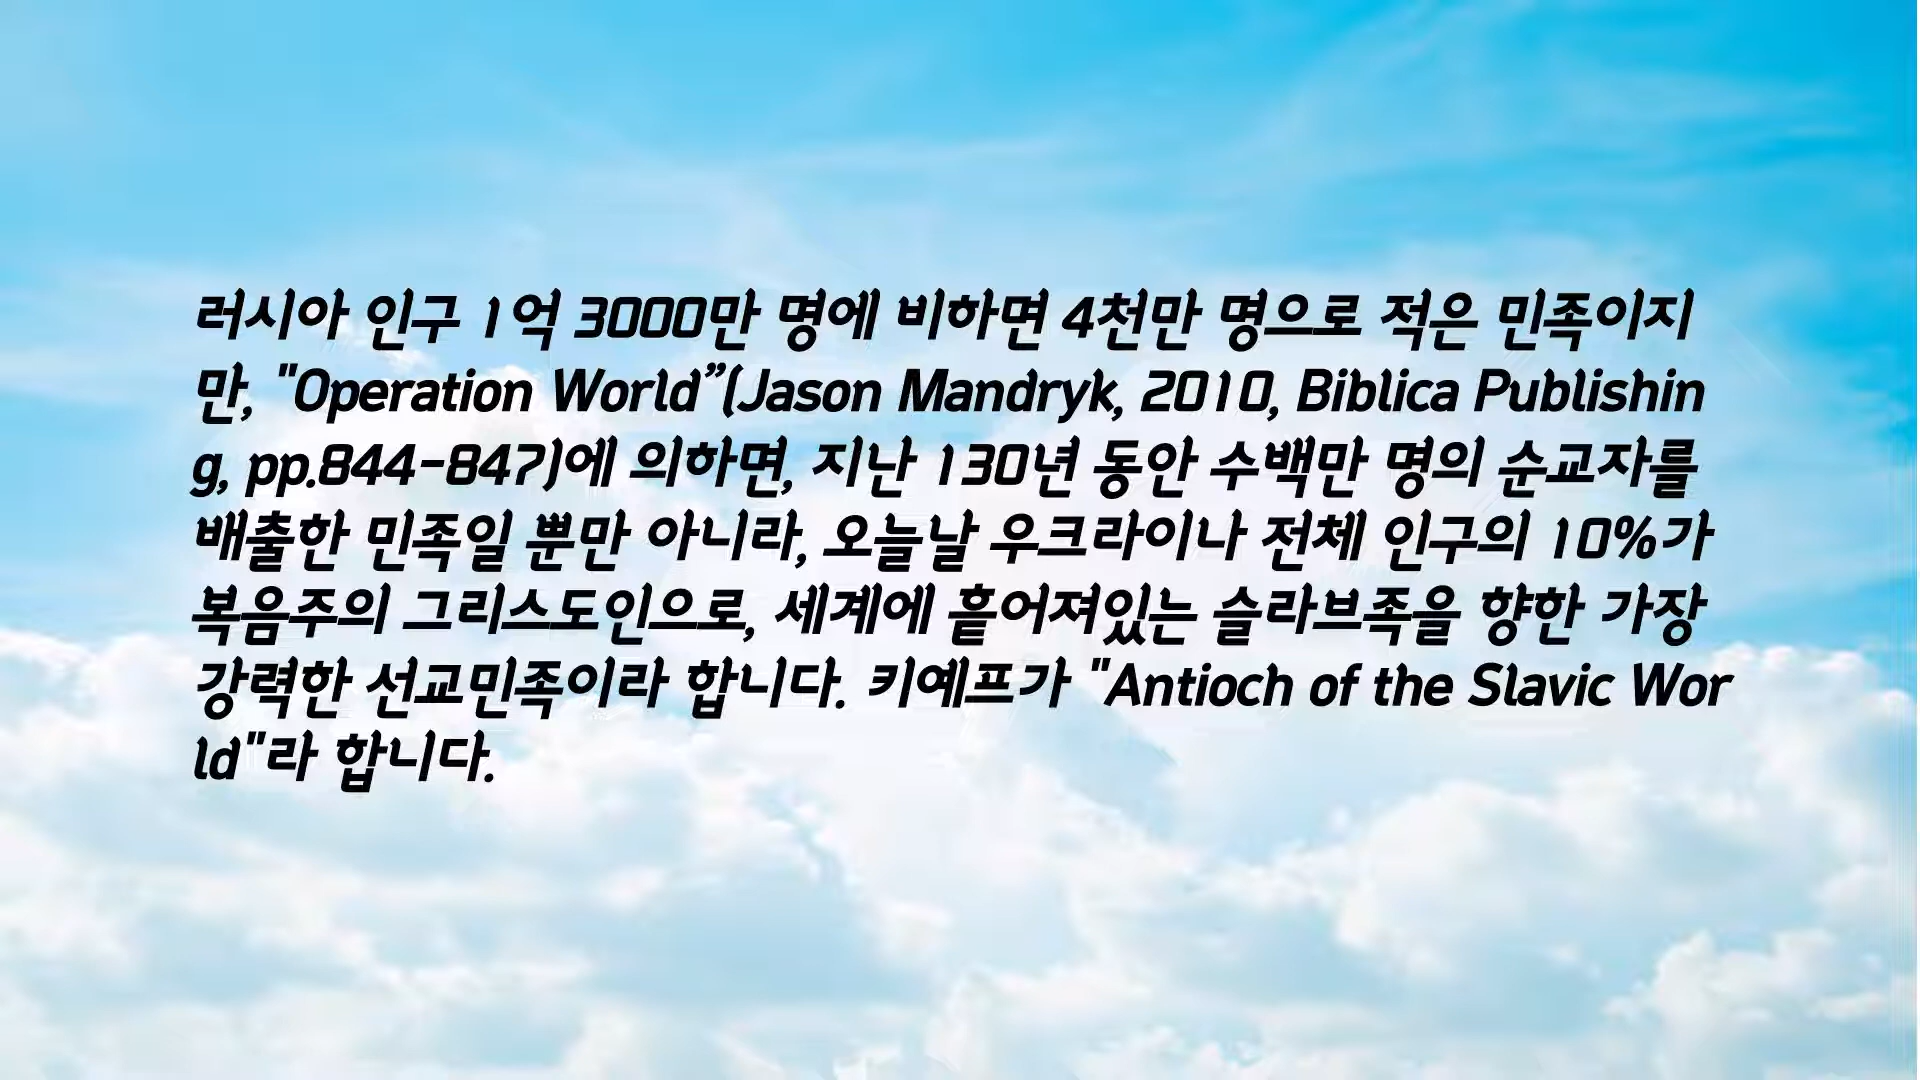 러시아 인구 1억 3000만 명에 비하면 4천만 명으로 적은 민족이지
만, "Operation World”(Jason Mandryk, 2010, Biblica Publishin
g, pp.844-847)에 의하면, 지난 130년 동안 수백만 명의 순교자를
배출한 민족일 뿐만 아니라, 오늘날 우크라이나 전체 인구의 10%가
복음주의 그리스도인으로, 세계에 흩어져있는 슬라브족을 향한 가장
강력한 선교민족이라 합니다. 키예프가 "Antioch of the Slavic Wor
ld"라 합니다.